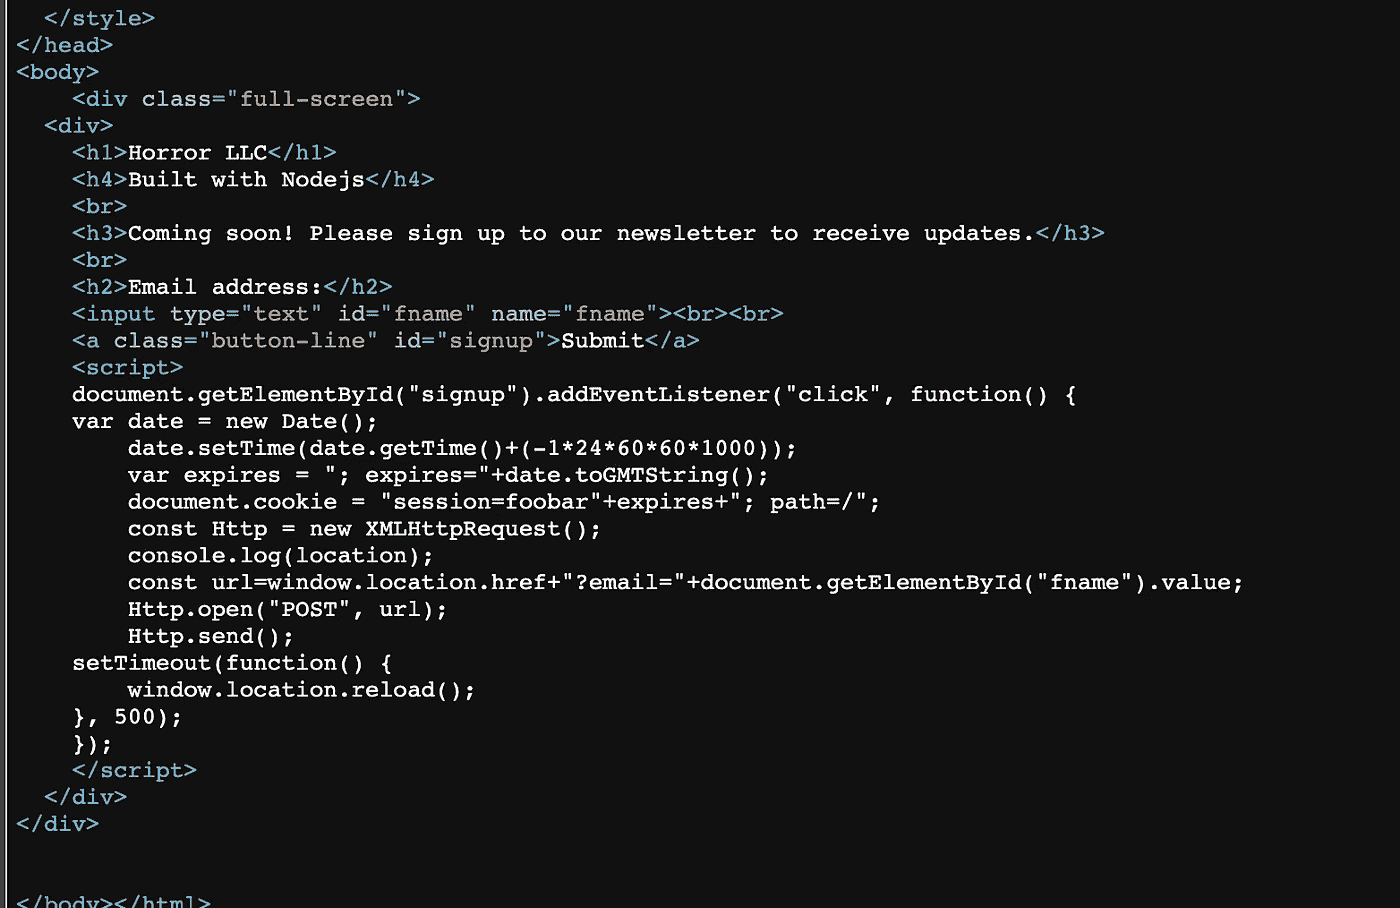 </style>
</head>
<body>
<div class="full-screen">
<div>
<h1>Horror LLC</h1>
<h4>Built with Nodejs</h4>
<br>
<h3>Coming soon! Please sign up to our newsletter to receive updates.</h3>
<br>
<h2>Email address:</h2>
<input type="text" id="fname" name="fname"><br><br>
<a class="button-line" id="signup">Submit</a>
<script>
document.getElementById("signup").addEventListener("click", function() {
var date = new Date();
date.setTime(date.getTime()+(-1*24*60*60*1000));
var expires = "; expires="+date.toGMTString();
document.cookie = "session=foobar"+expires+"; path=/";
const Http = new XMLHttpRequest();
console.log(location);
const url=window.location.href+"?email="+document.getElementById("fname").value;
Http.open("POST", url);
Http.send();
setTimeout(function() {
window.location.reload();
}, 500);
});
</script>
</div>
</div>
</body></html>